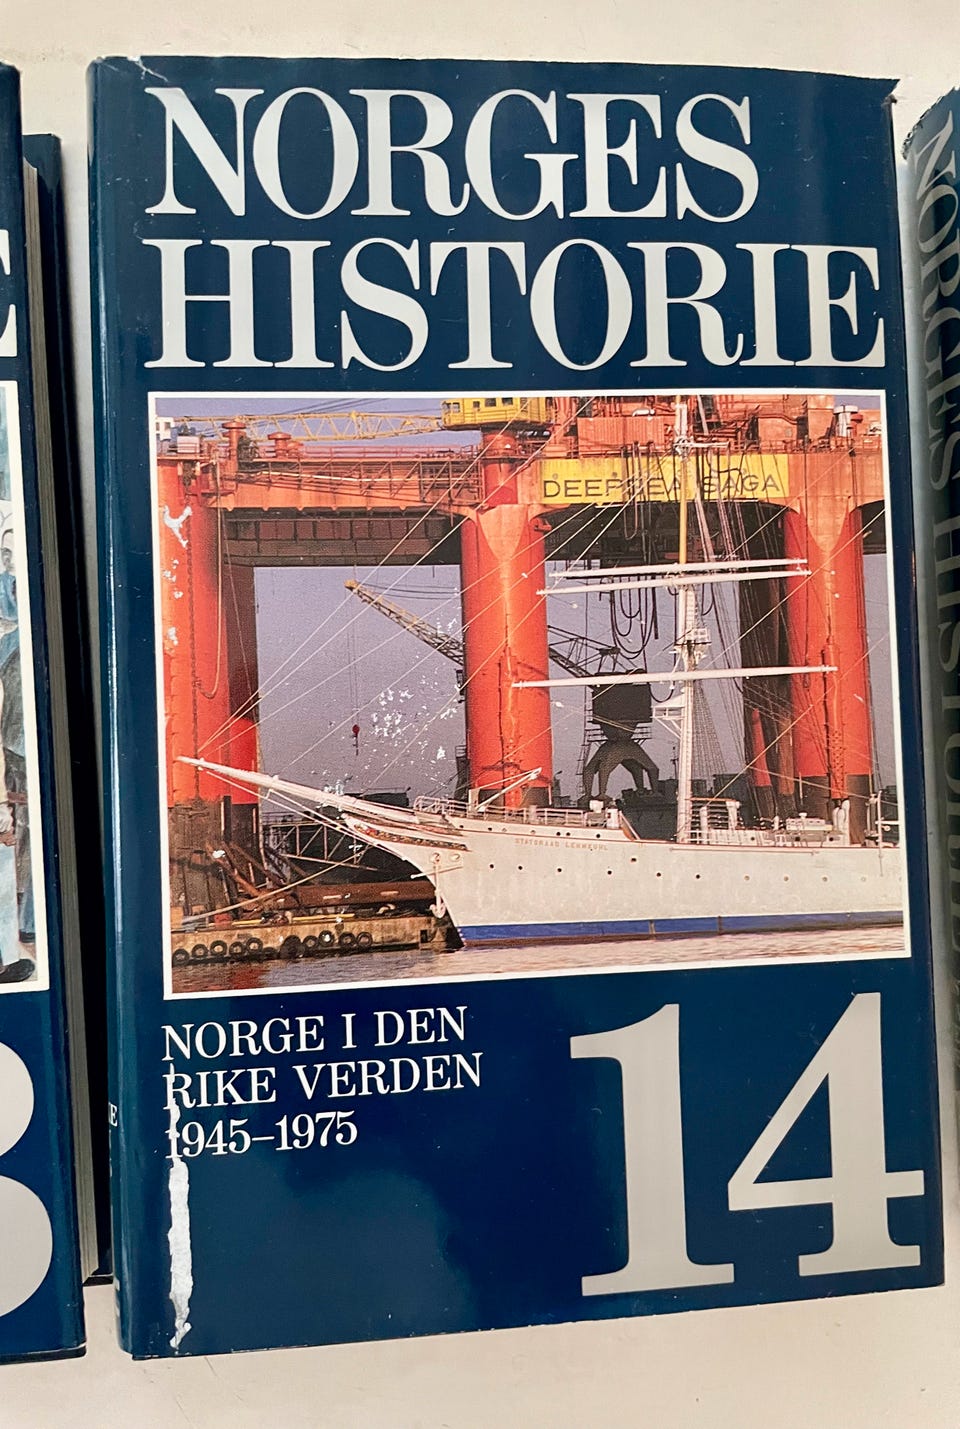 NORGES
HISTORIE
DEEPSEA SAGA
STATSRAAD LEHMKUHL
NORGE I DEN
RIKE VERDEN
1945–1975
14
NORGES HISTORIE
E